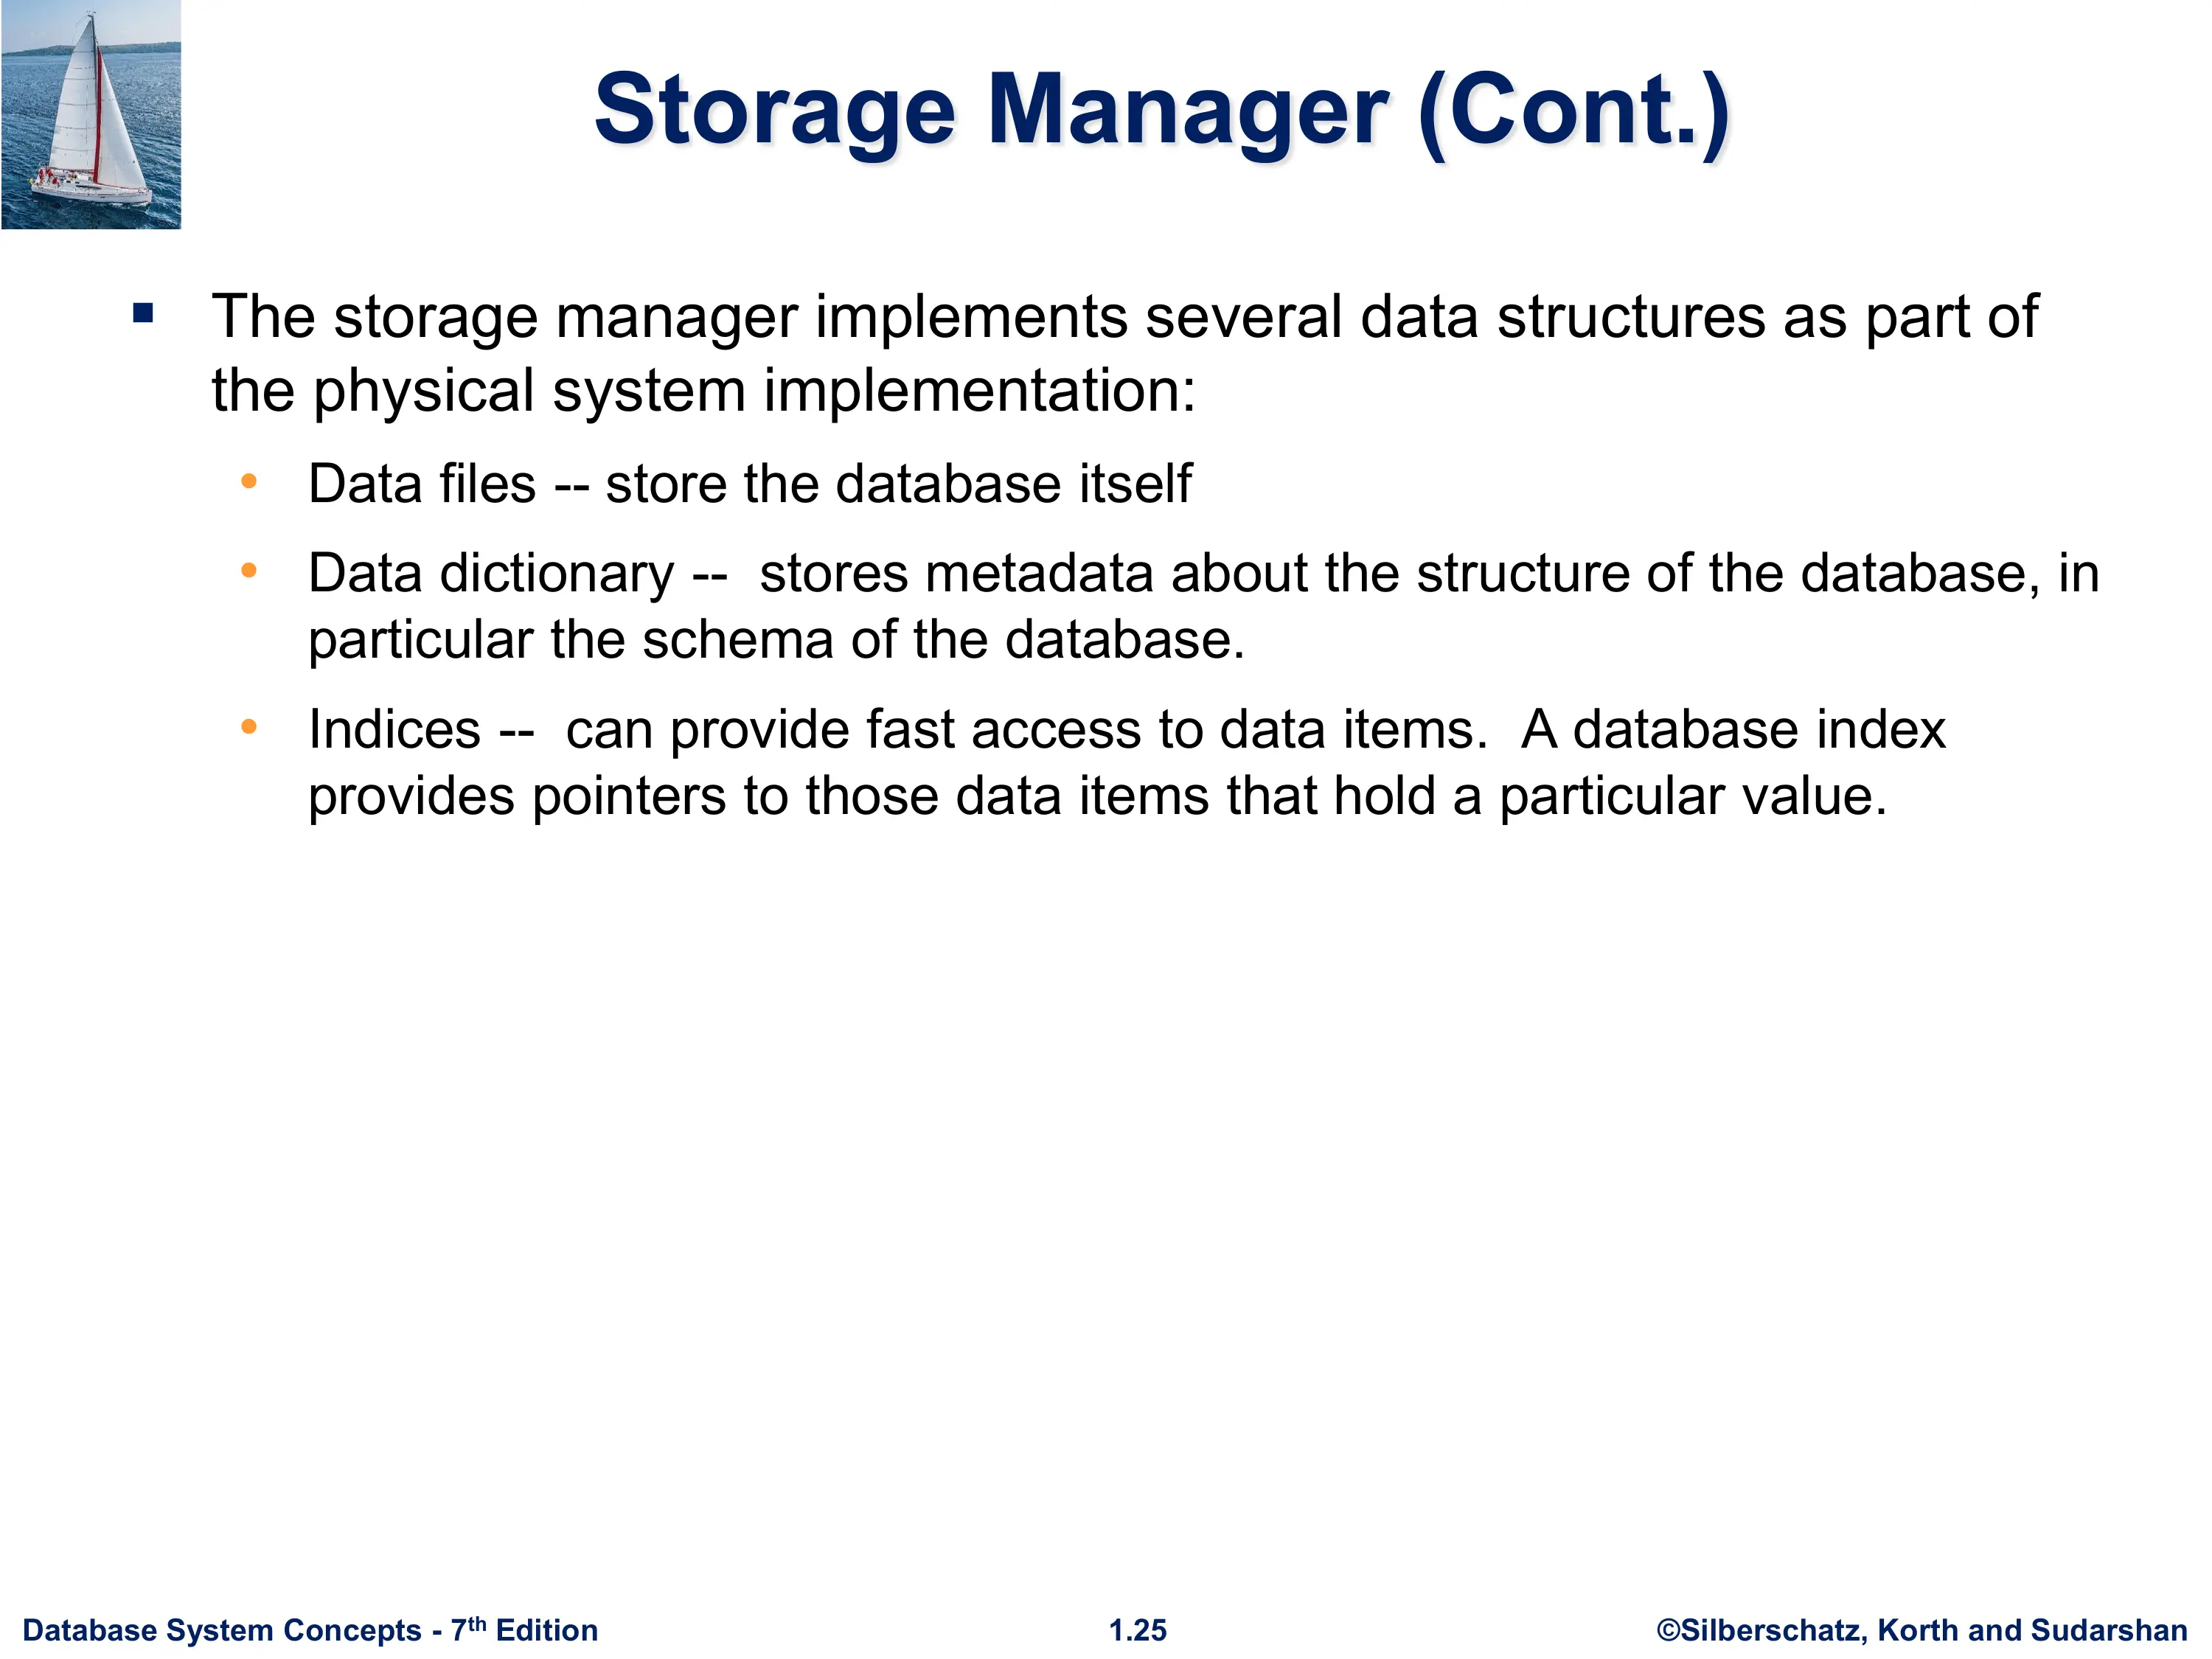 Storage Manager (Cont.)
▪ The storage manager implements several data structures as part of
the physical system implementation:
• Data files -- store the database itself
• Data dictionary --  stores metadata about the structure of the database, in
particular the schema of the database.
• Indices --  can provide fast access to data items.  A database index
provides pointers to those data items that hold a particular value.
Database System Concepts - 7th Edition 1.25 ©Silberschatz, Korth and Sudarshan